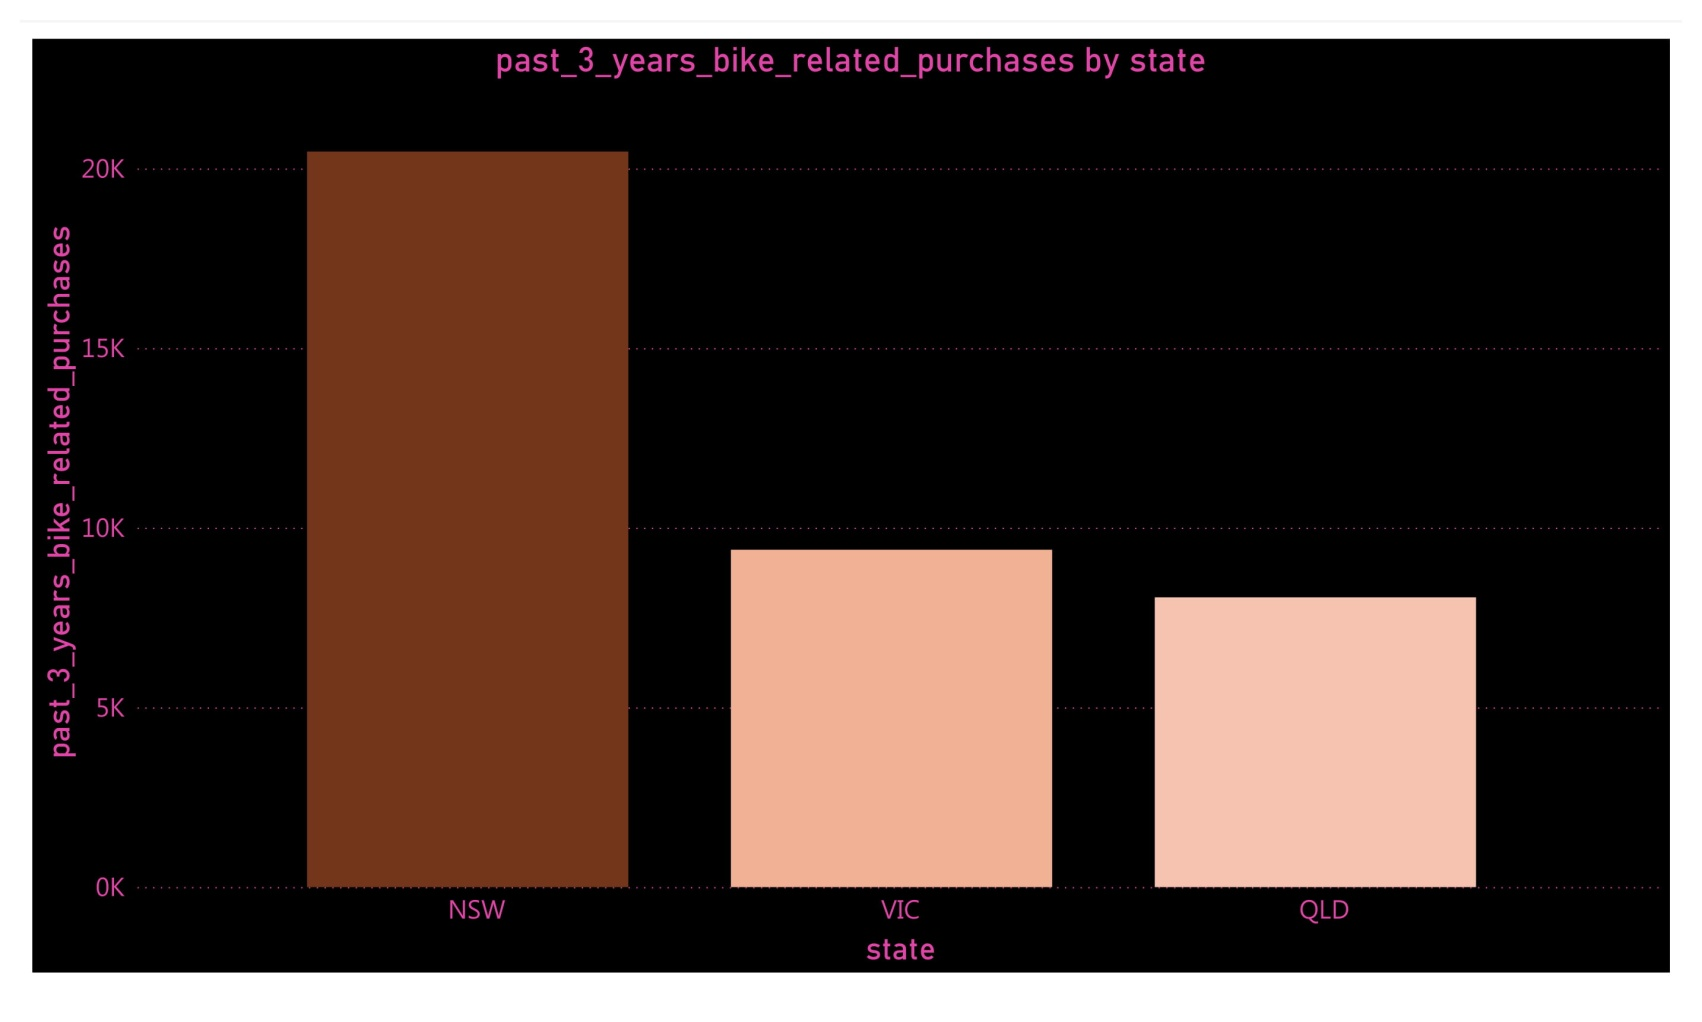 past_3_years_bike_related_purchases by state
past_3_years_bike_related_purchases
20K
15K
10K
5K
0K
NSW VIC QLD
state